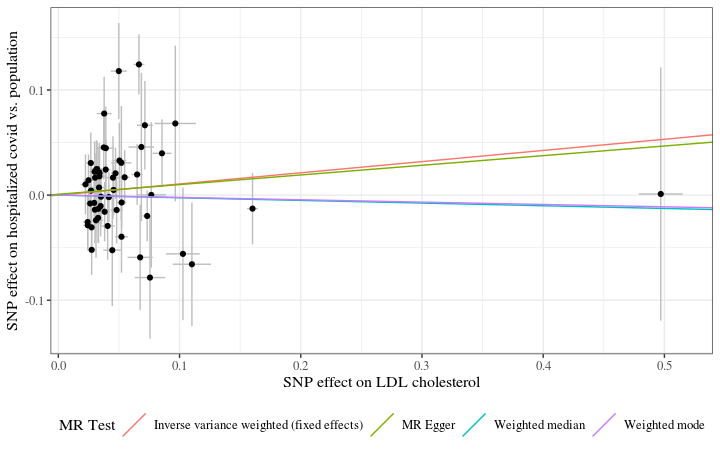 SNP effect on hospitalized covid vs. population
0.1
0.0
-0.1
0.0 0.1 0.2 0.3 0.4 0.5
SNP effect on LDL cholesterol
MR Test Inverse variance weighted (fixed effects) MR Egger Weighted median Weighted mode